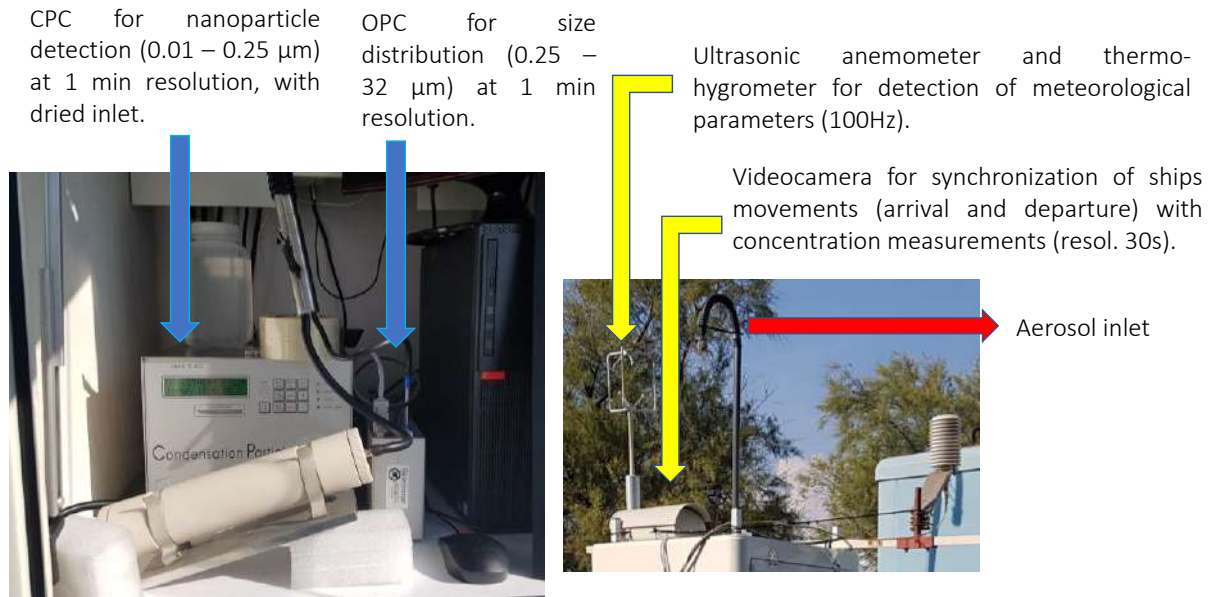 CPC for nanoparticle
detection (0.01 – 0.25 µm)
at 1 min resolution, with
dried inlet.
OPC for size
distribution (0.25 –
32 µm) at 1 min
resolution.
Ultrasonic anemometer and thermo-
hygrometer for detection of meteorological
parameters (100Hz).
Videocamera for synchronization of ships
movements (arrival and departure) with
concentration measurements (resol. 30s).
Aerosol inlet
Condensation Parti